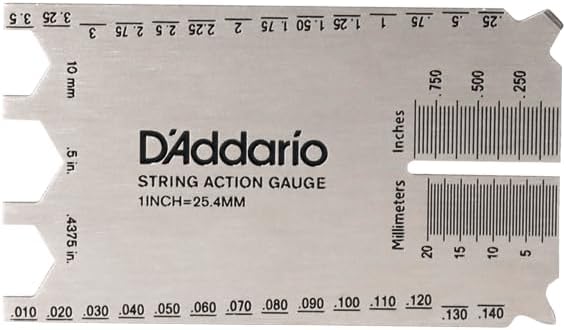 3.5 3.25 3 2.75 2.5 2.25 2 1.75 1.50 1.25 1 .75 .5 .25
10 mm
.5 in.
.4375 in.
D'Addario
STRING ACTION GAUGE
1INCH=25.4MM
Inches
.750 .500 .250
Millimeters
20 15 10 5
.010 .020 .030 .040 .050 .060 .070 .080 .090 .100 .110 .120 .130 .140